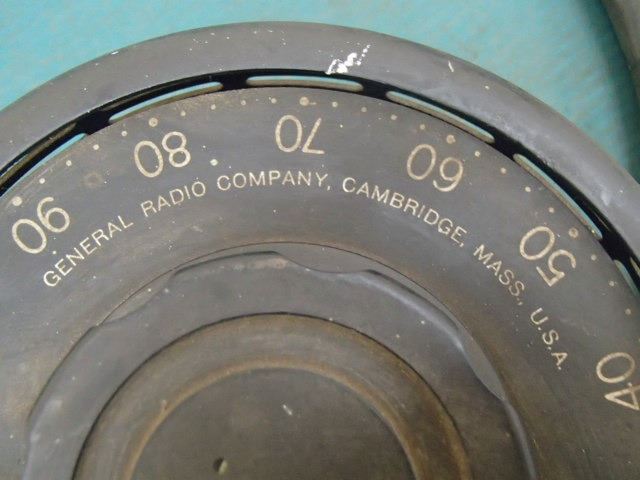 90 80 70 60 50 40
GENERAL RADIO COMPANY, CAMBRIDGE, MASS., U.S.A.